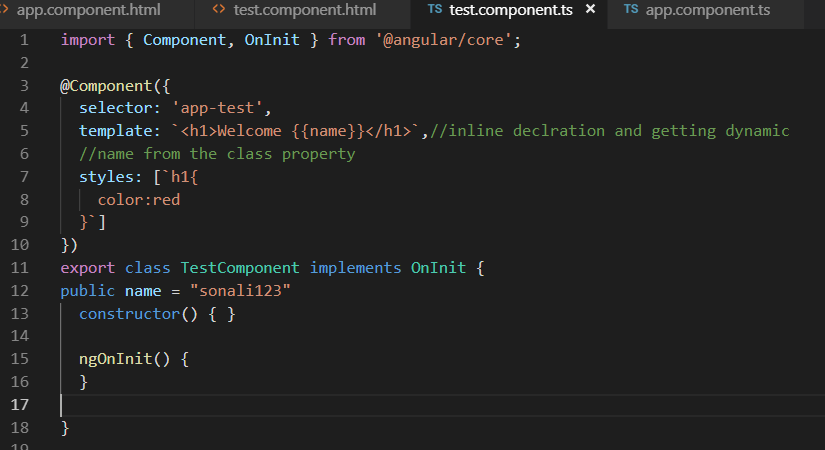 <> app.component.html <> test.component.html TS test.component.ts × TS app.component.ts
1 import { Component, OnInit } from '@angular/core';
2
3 @Component({
4   selector: 'app-test',
5   template: `<h1>Welcome {{name}}</h1>`,//inline declration and getting dynamic
6   //name from the class property
7   styles: [`h1{
8     color:red
9   }`]
10 })
11 export class TestComponent implements OnInit {
12 public name = "sonali123"
13   constructor() { }
14
15   ngOnInit() {
16   }
17
18 }
19